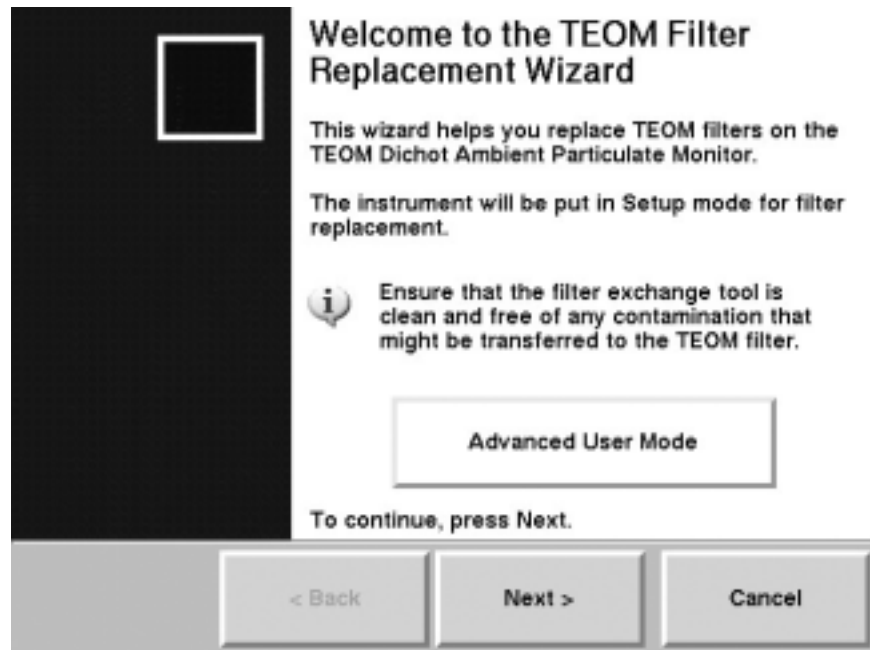 Welcome to the TEOM Filter
Replacement Wizard
This wizard helps you replace TEOM filters on the
TEOM Dichot Ambient Particulate Monitor.
The instrument will be put in Setup mode for filter
replacement.
Ensure that the filter exchange tool is
clean and free of any contamination that
might be transferred to the TEOM filter.
Advanced User Mode
To continue, press Next.
< Back
Next >
Cancel